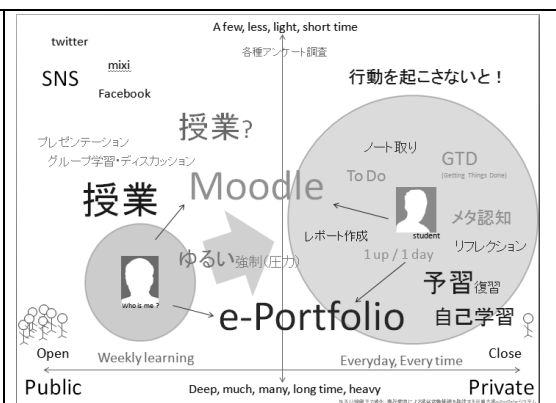 A few, less, light, short time
各種アンケート調査
twitter
mixi
SNS
Facebook
行動を起こさないと！
授業?
プレゼンテーション
グループ学習・ディスカッション
授業
Moodle
ノート取り
To Do
GTD
(Getting Things Done)
メタ認知
student
レポート作成
リフレクション
1 up / 1 day
ゆるい強制(圧力)
who is me ?
予習復習
e-Portfolio
自己学習
Open
Weekly learning
Everyday, Every time
Close
Public
Deep, much, many, long time, heavy
Private